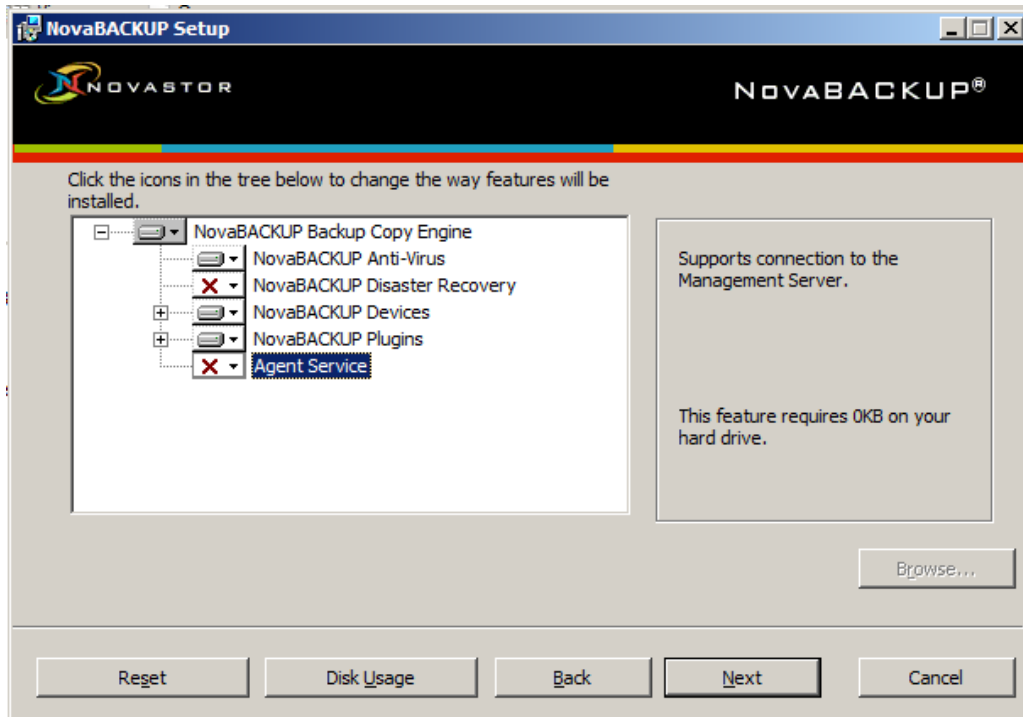 NovaBACKUP Setup
NOVASTOR
NOVABACKUP®
Click the icons in the tree below to change the way features will be
installed.
NovaBACKUP Backup Copy Engine
NovaBACKUP Anti-Virus
NovaBACKUP Disaster Recovery
NovaBACKUP Devices
NovaBACKUP Plugins
Agent Service
Supports connection to the
Management Server.
This feature requires 0KB on your
hard drive.
Browse...
Reset
Disk Usage
Back
Next
Cancel